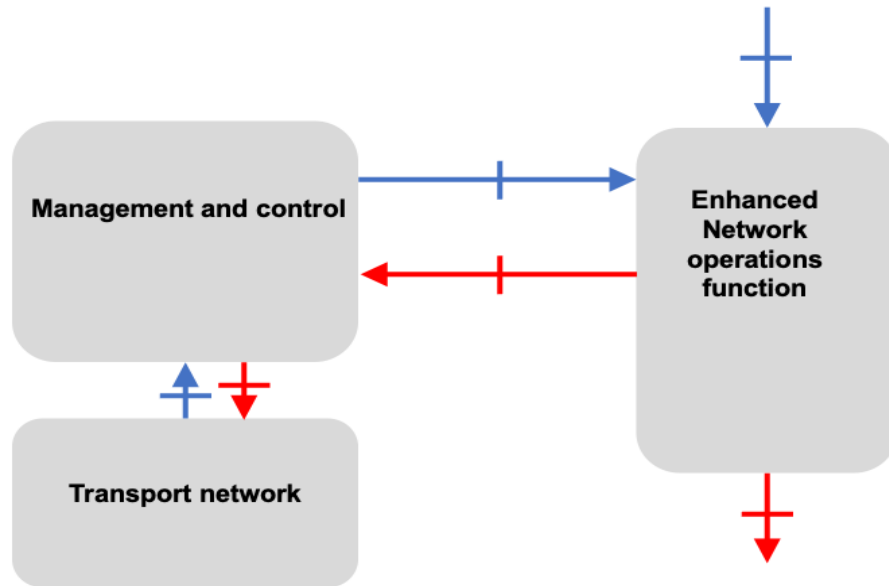 Management and control
Enhanced
Network
operations
function
Transport network